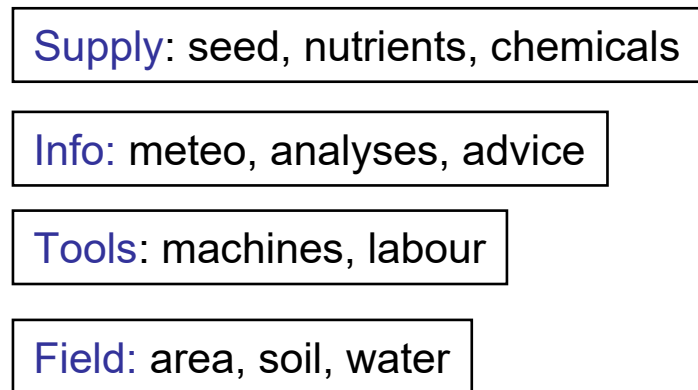 Supply: seed, nutrients, chemicals
Info: meteo, analyses, advice
Tools: machines, labour
Field: area, soil, water